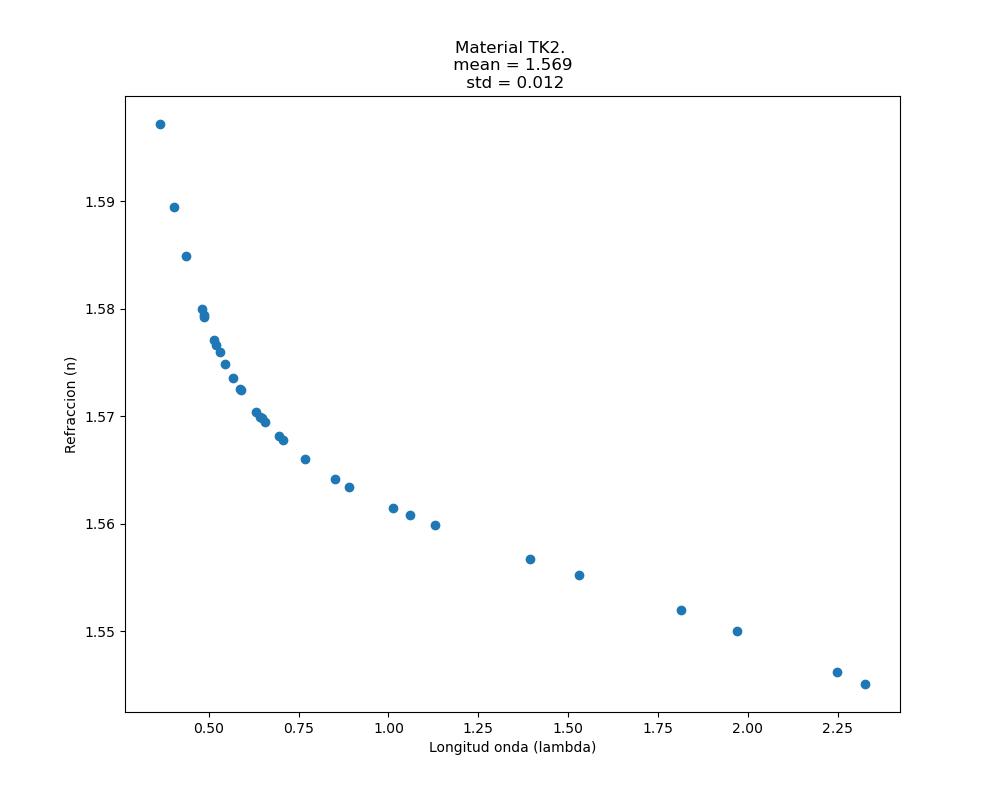 Material TK2.
mean = 1.569
std = 0.012
1.59
1.58
1.57
1.56
1.55
Refraccion (n)
0.50 0.75 1.00 1.25 1.50 1.75 2.00 2.25
Longitud onda (lambda)